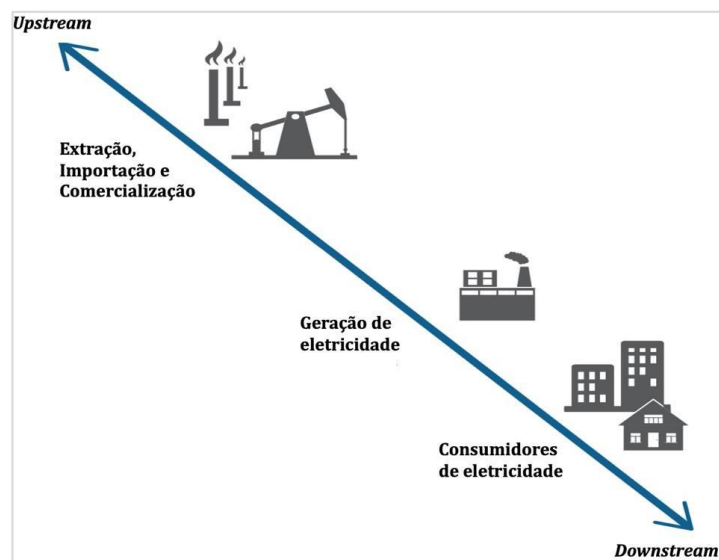 Upstream
Extração,
Importação e
Comercialização
Geração de
eletricidade
Consumidores
de eletricidade
Downstream